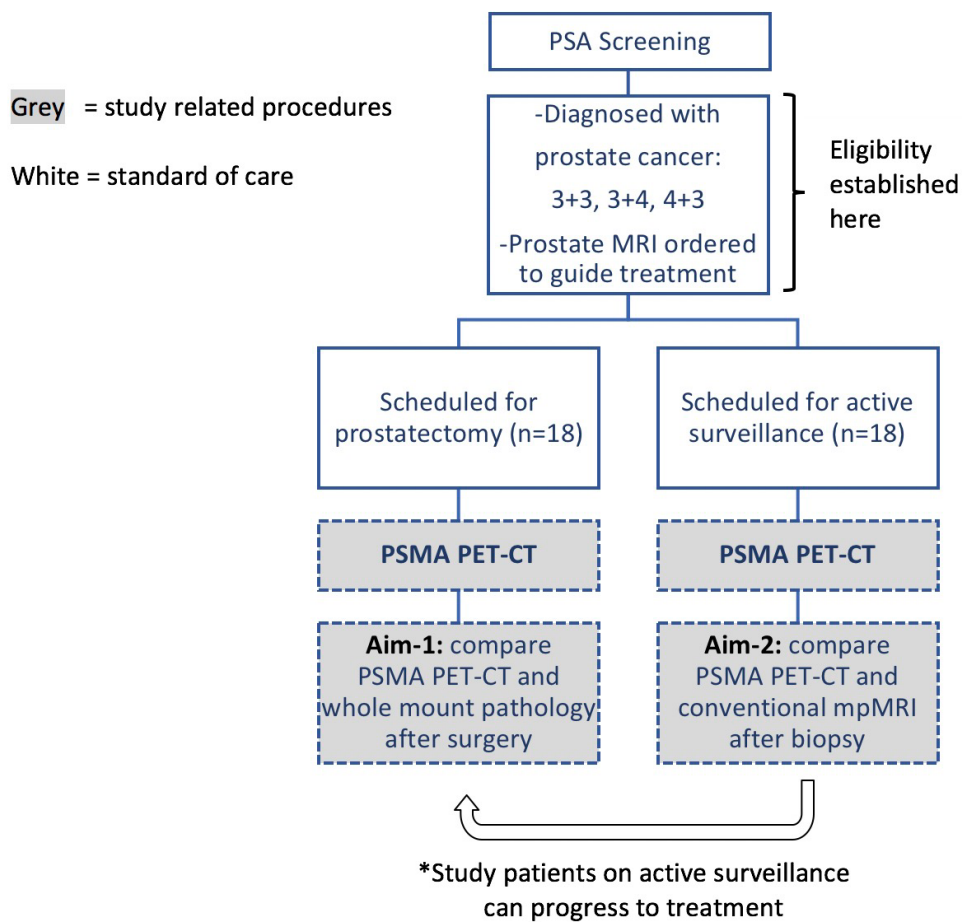 PSA Screening
Grey = study related procedures
White = standard of care
-Diagnosed with
prostate cancer:
3+3, 3+4, 4+3
-Prostate MRI ordered
to guide treatment
Eligibility
established
here
Scheduled for
prostatectomy (n=18)
Scheduled for active
surveillance (n=18)
PSMA PET-CT
PSMA PET-CT
Aim-1: compare
PSMA PET-CT and
whole mount pathology
after surgery
Aim-2: compare
PSMA PET-CT and
conventional mpMRI
after biopsy
*Study patients on active surveillance
can progress to treatment